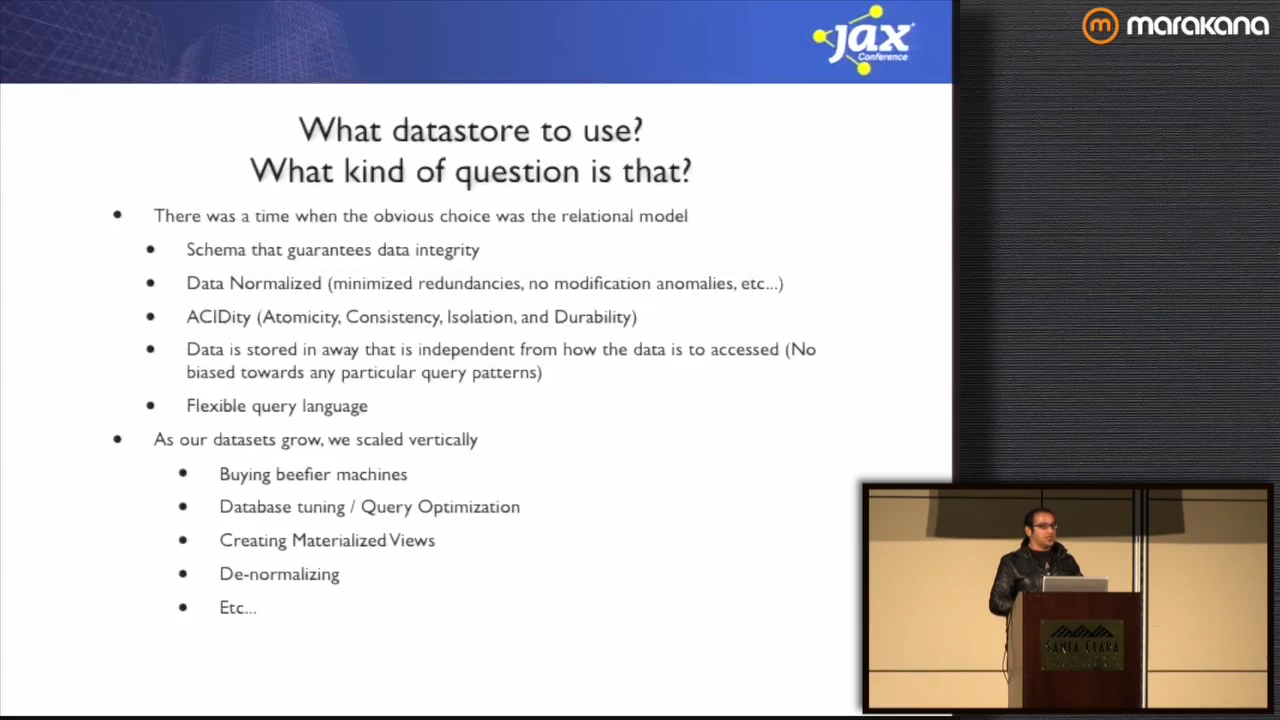 jax
Conference
marakana
What datastore to use?
What kind of question is that?
• There was a time when the obvious choice was the relational model
• Schema that guarantees data integrity
• Data Normalized (minimized redundancies, no modification anomalies, etc...)
• ACIDity (Atomicity, Consistency, Isolation, and Durability)
• Data is stored in away that is independent from how the data is to accessed (No
biased towards any particular query patterns)
• Flexible query language
• As our datasets grow, we scaled vertically
• Buying beefier machines
• Database tuning / Query Optimization
• Creating Materialized Views
• De-normalizing
• Etc...
SANTA CLARA